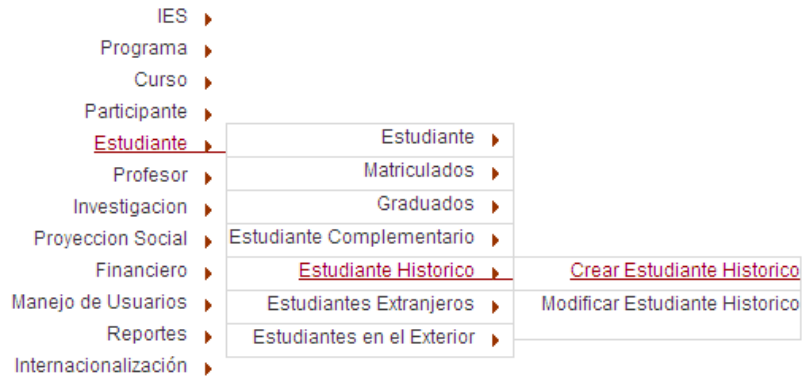 IES
Programa
Curso
Participante
Estudiante
Profesor
Investigacion
Proyeccion Social
Financiero
Manejo de Usuarios
Reportes
Internacionalización
Estudiante
Matriculados
Graduados
Estudiante Complementario
Estudiante Historico
Estudiantes Extranjeros
Estudiantes en el Exterior
Crear Estudiante Historico
Modificar Estudiante Historico